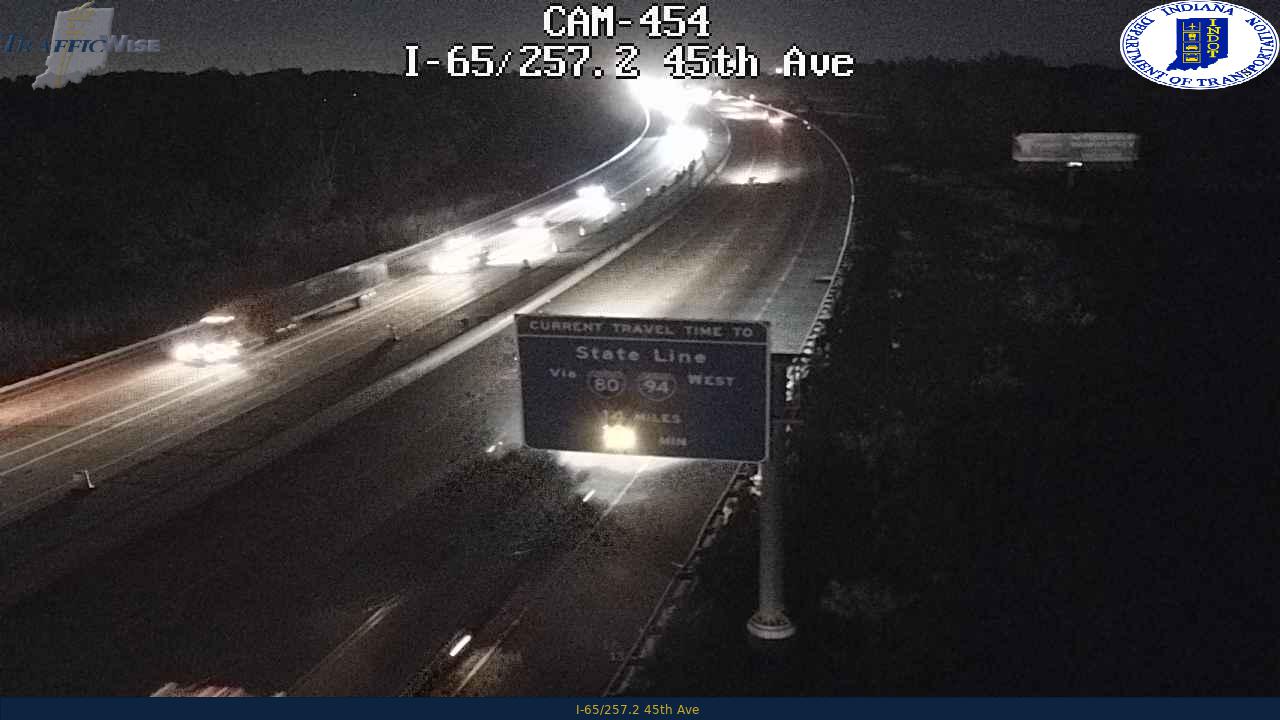 CAM-454
I-65/257.2 45th Ave
TRAFFICWISE
INDIANA
DEPARTMENT OF TRANSPORTATION
INDOT
CURRENT TRAVEL TIME TO
State Line
Via 80 94 WEST
14 MILES
MIN
I-65/257.2 45th Ave